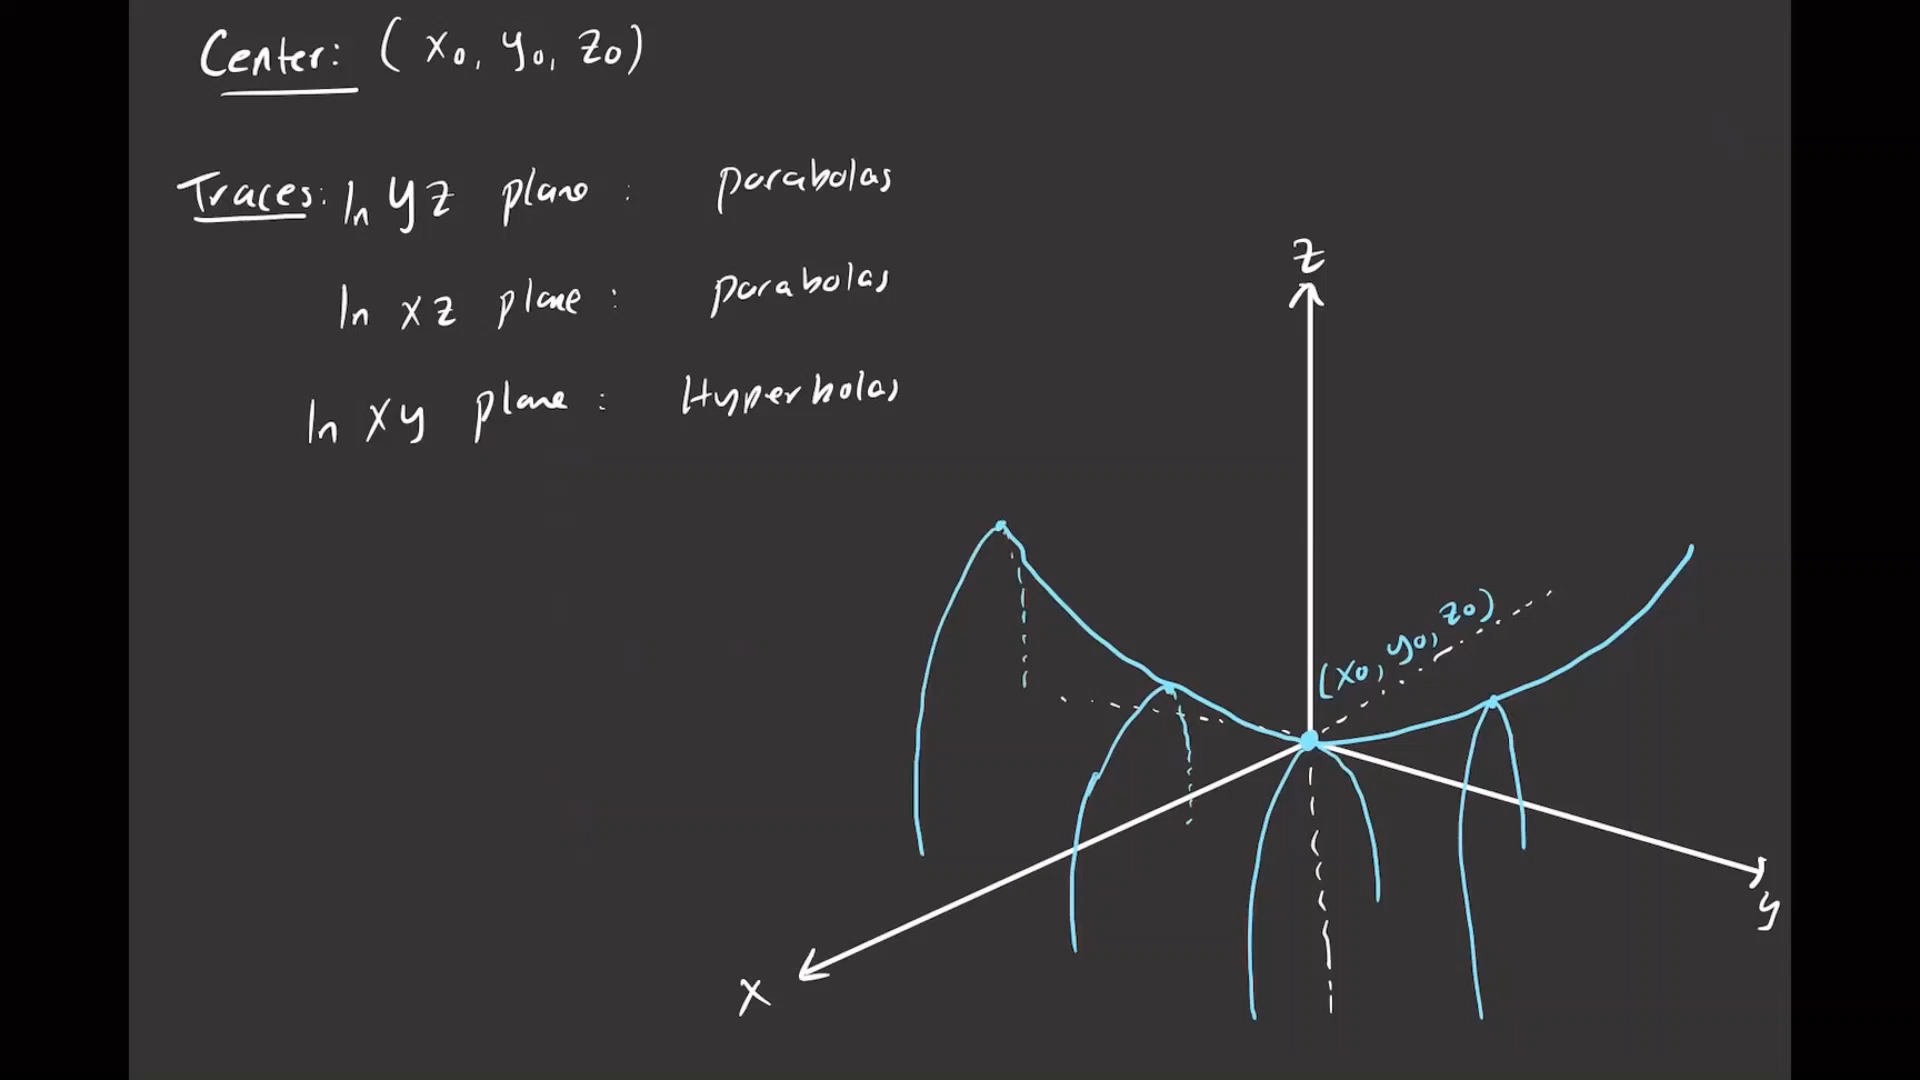 Center: (x₀, y₀, z₀)
Traces: In yz plane : parabolas
In xz plane : parabolas
In xy plane : Hyperbolas
z
(x₀, y₀, z₀)
y
x